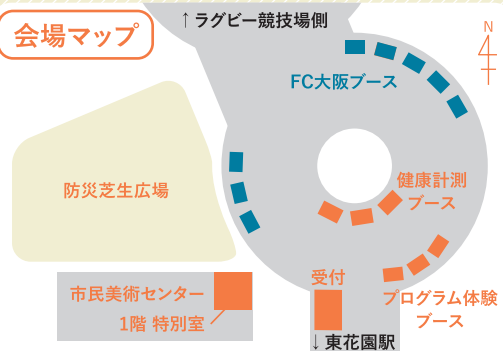 会場マップ
↑ラグビー競技場側
N
FC大阪ブース
防災芝生広場
健康計測
ブース
市民美術センター
1階 特別室
受付
プログラム体験
ブース
↓東花園駅